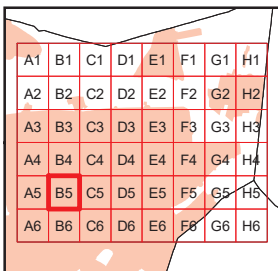 A1 B1 C1 D1 E1 F1 G1 H1
A2 B2 C2 D2 E2 F2 G2 H2
A3 B3 C3 D3 E3 F3 G3 H3
A4 B4 C4 D4 E4 F4 G4 H4
A5 B5 C5 D5 E5 F5 G5 H5
A6 B6 C6 D6 E6 F6 G6 H6